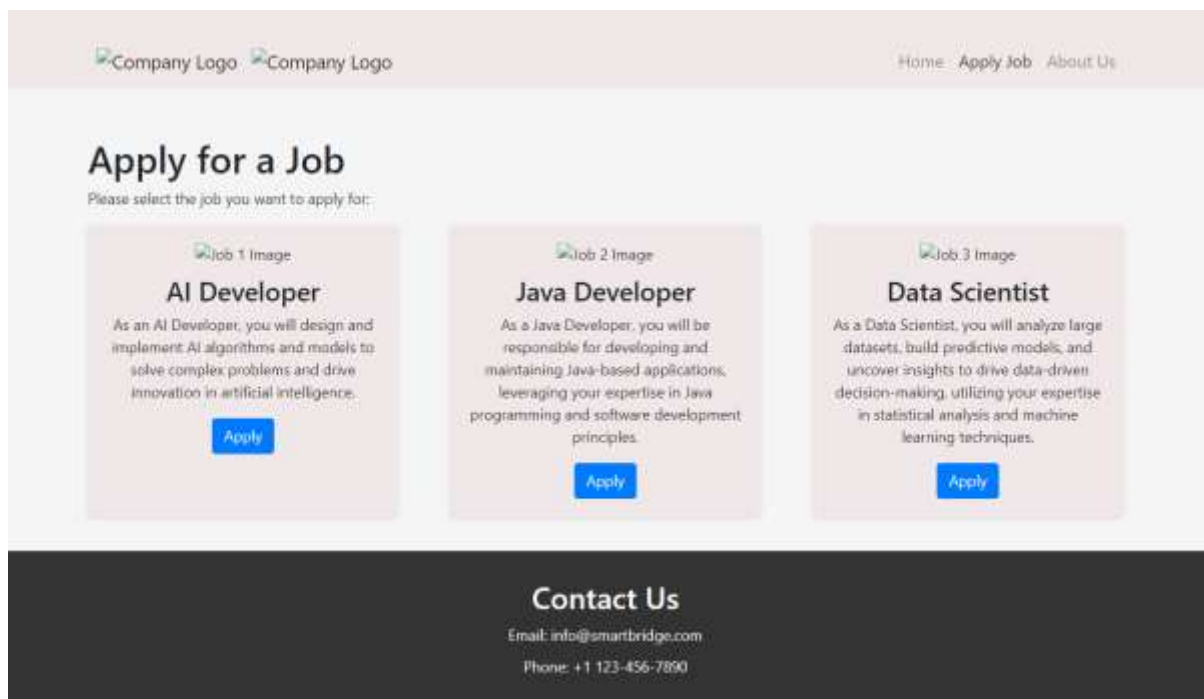 Company Logo Company Logo
Home Apply Job About Us
Apply for a Job
Please select the job you want to apply for:
Job 1 Image
AI Developer
As an AI Developer, you will design and
implement AI algorithms and models to
solve complex problems and drive
innovation in artificial intelligence.
Apply
Job 2 Image
Java Developer
As a Java Developer, you will be
responsible for developing and
maintaining Java-based applications,
leveraging your expertise in Java
programming and software development
principles.
Apply
Job 3 Image
Data Scientist
As a Data Scientist, you will analyze large
datasets, build predictive models, and
uncover insights to drive data-driven
decision-making, utilizing your expertise
in statistical analysis and machine
learning techniques.
Apply
Contact Us
Email: info@smartbridge.com
Phone: +1 123-456-7890